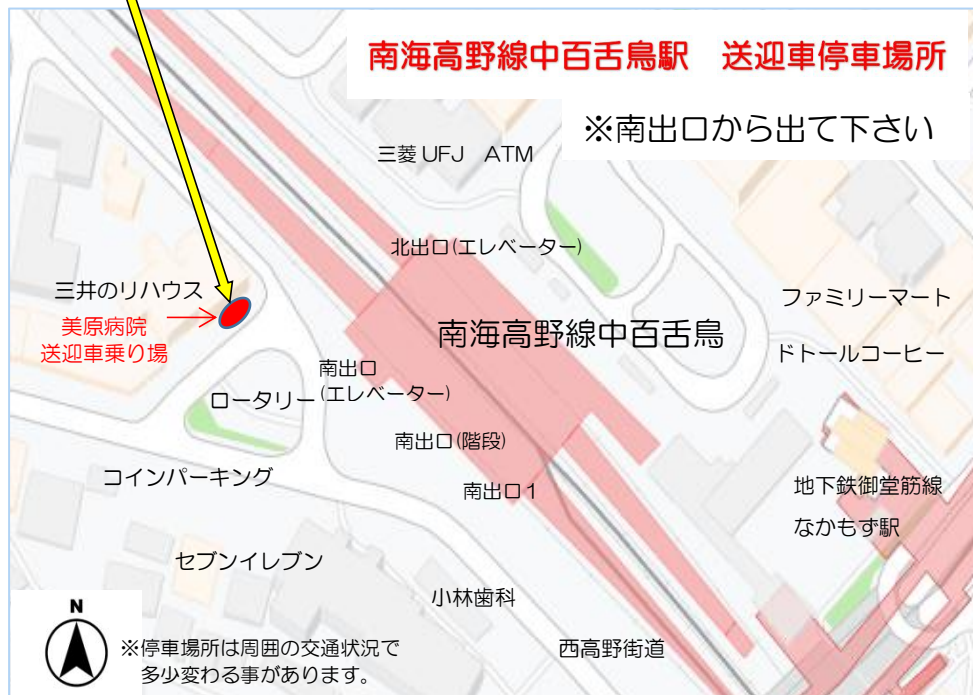 南海高野線中百舌鳥駅　送迎車停車場所
※南出口から出て下さい
三菱UFJ　ATM
北出口(エレベーター)
三井のリハウス
美原病院
送迎車乗り場
南海高野線中百舌鳥
ファミリーマート
ドトールコーヒー
南出口
(エレベーター)
ロータリー
南出口(階段)
コインパーキング
南出口1
地下鉄御堂筋線
なかもず駅
セブンイレブン
小林歯科
西高野街道
N
※停車場所は周囲の交通状況で
多少変わる事があります。